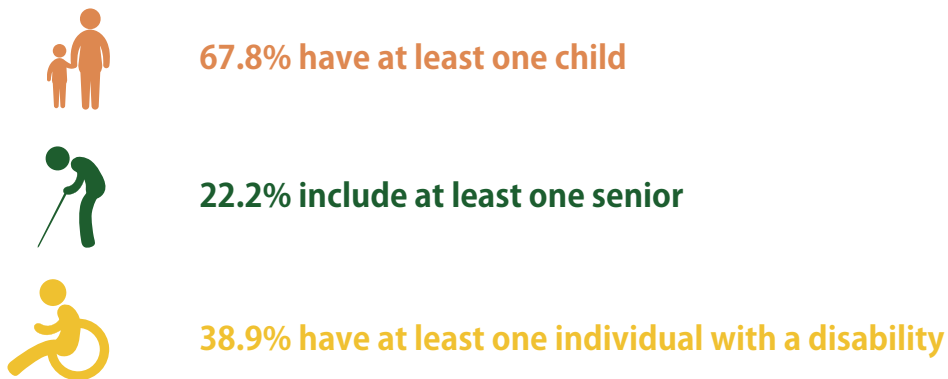 67.8% have at least one child
22.2% include at least one senior
38.9% have at least one individual with a disability